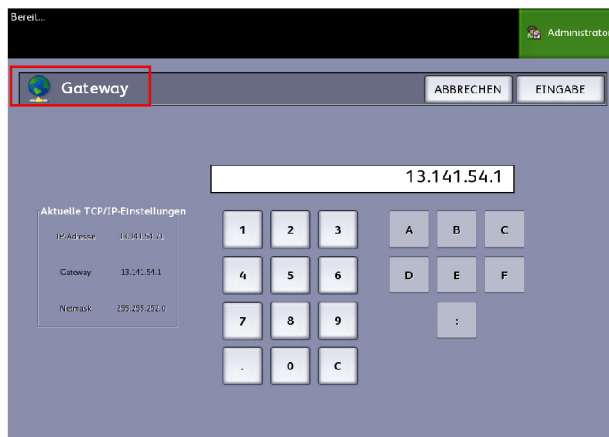 Bereit...
Administrator
Gateway
ABBRECHEN
EINGABE
13.141.54.1
Aktuelle TCP/IP-Einstellungen
IP-Adresse
Gateway 13.141.54.1
Netmask 255.255.252.0
1 2 3 A B C
4 5 6 D E F
7 8 9 :
. 0 C